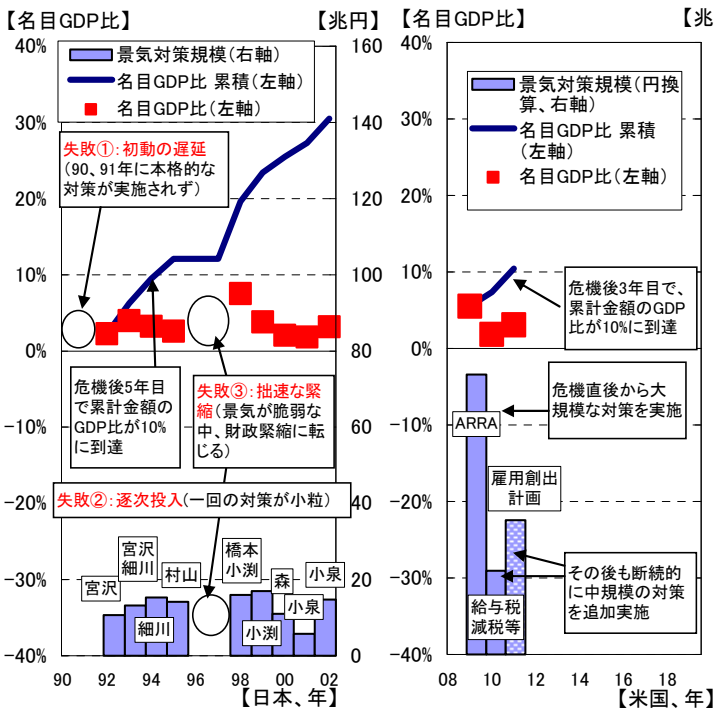 【名目GDP比】
【兆円】
40%
30%
20%
10%
0%
−10%
−20%
−30%
−40%
160
140
120
100
80
60
40
20
0
景気対策規模(右軸)
名目GDP比 累積(左軸)
名目GDP比(左軸)
失敗①:初動の遅延
(90、91年に本格的な
対策が実施されず)
危機後5年目
で累計金額の
GDP比が10%
に到達
失敗③:拙速な緊
縮(景気が脆弱な
中、財政緊縮に転
じる)
失敗②:逐次投入(一回の対策が小粒)
宮沢
宮沢
細川
細川
村山
橋本
小渕
小渕
森
小泉
小泉
90
92
94
96
98
00
02
【日本、年】
【名目GDP比】
【兆
40%
30%
20%
10%
0%
−10%
−20%
−30%
−40%
景気対策規模(円換
算、右軸)
名目GDP比 累積
(左軸)
名目GDP比(左軸)
危機後3年目で、
累計金額のGDP
比が10%に到達
危機直後から大
規模な対策を実施
ARRA
雇用創出
計画
その後も断続的
に中規模の対策
を追加実施
給与税
減税等
08
10
12
14
16
18
【米国、年】